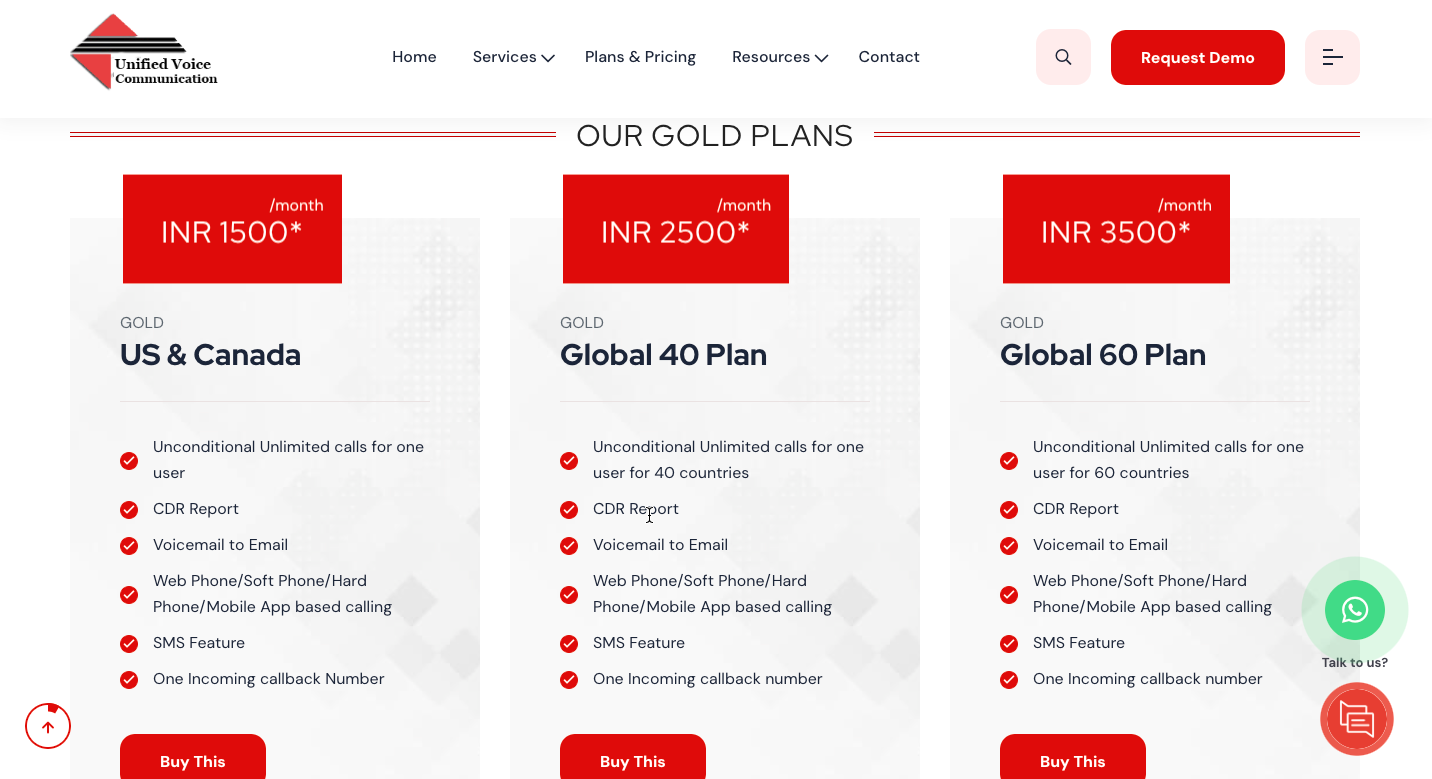 Unified Voice
Communication
Home
Services
Plans & Pricing
Resources
Contact
Request Demo
OUR GOLD PLANS
/month
INR 1500*
GOLD
US & Canada
Unconditional Unlimited calls for one
user
CDR Report
Voicemail to Email
Web Phone/Soft Phone/Hard
Phone/Mobile App based calling
SMS Feature
One Incoming callback Number
Buy This
/month
INR 2500*
GOLD
Global 40 Plan
Unconditional Unlimited calls for one
user for 40 countries
CDR Report
Voicemail to Email
Web Phone/Soft Phone/Hard
Phone/Mobile App based calling
SMS Feature
One Incoming callback number
Buy This
/month
INR 3500*
GOLD
Global 60 Plan
Unconditional Unlimited calls for one
user for 60 countries
CDR Report
Voicemail to Email
Web Phone/Soft Phone/Hard
Phone/Mobile App based calling
SMS Feature
One Incoming callback number
Buy This
Talk to us?